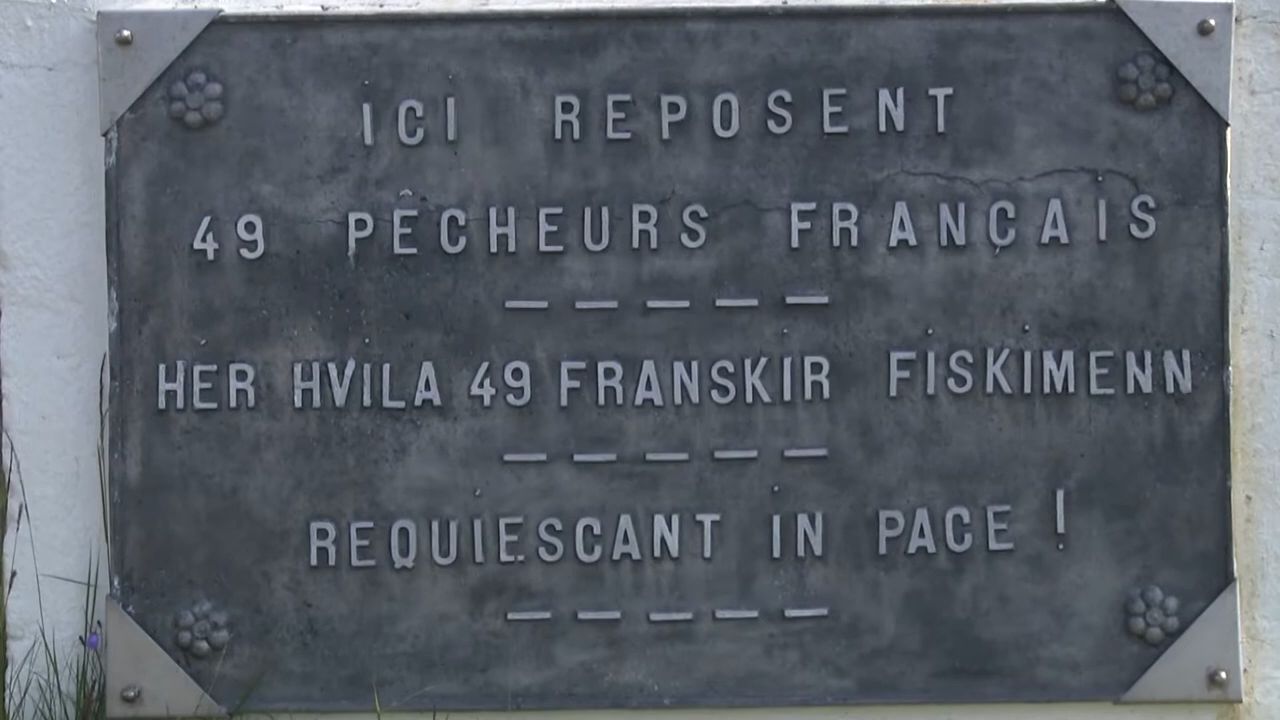 ICI REPOSENT
49 PÊCHEURS FRANÇAIS
HER HVILA 49 FRANSKIR FISKIMENN
REQUIESCANT IN PACE !